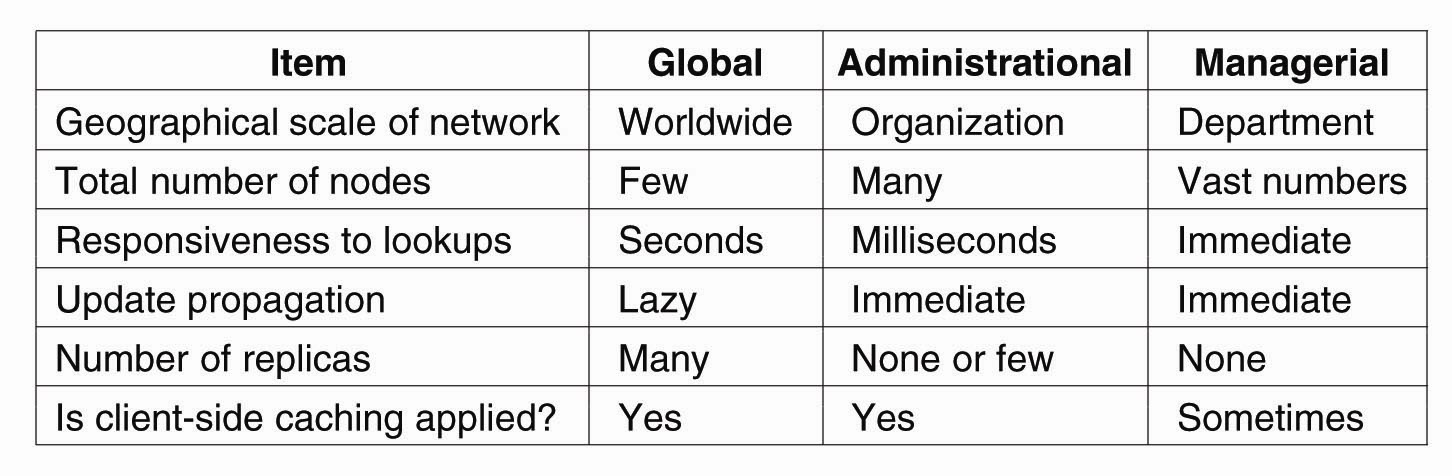 Item Global Administrational Managerial
Geographical scale of network Worldwide Organization Department
Total number of nodes Few Many Vast numbers
Responsiveness to lookups Seconds Milliseconds Immediate
Update propagation Lazy Immediate Immediate
Number of replicas Many None or few None
Is client-side caching applied? Yes Yes Sometimes